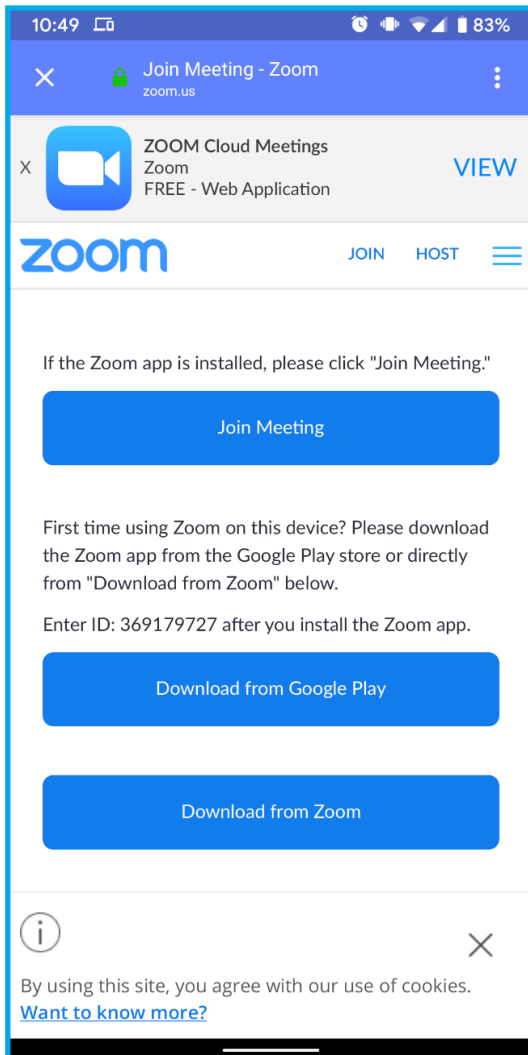 10:49 83%
Join Meeting - Zoom
zoom.us
ZOOM Cloud Meetings
X Zoom VIEW
FREE - Web Application
zoom JOIN HOST
If the Zoom app is installed, please click "Join Meeting."
Join Meeting
First time using Zoom on this device? Please download
the Zoom app from the Google Play store or directly
from "Download from Zoom" below.
Enter ID: 369179727 after you install the Zoom app.
Download from Google Play
Download from Zoom
By using this site, you agree with our use of cookies.
Want to know more?